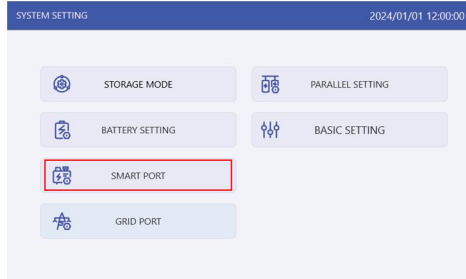 SYSTEM SETTING 2024/01/01 12:00:00
STORAGE MODE PARALLEL SETTING
BATTERY SETTING BASIC SETTING
SMART PORT
GRID PORT